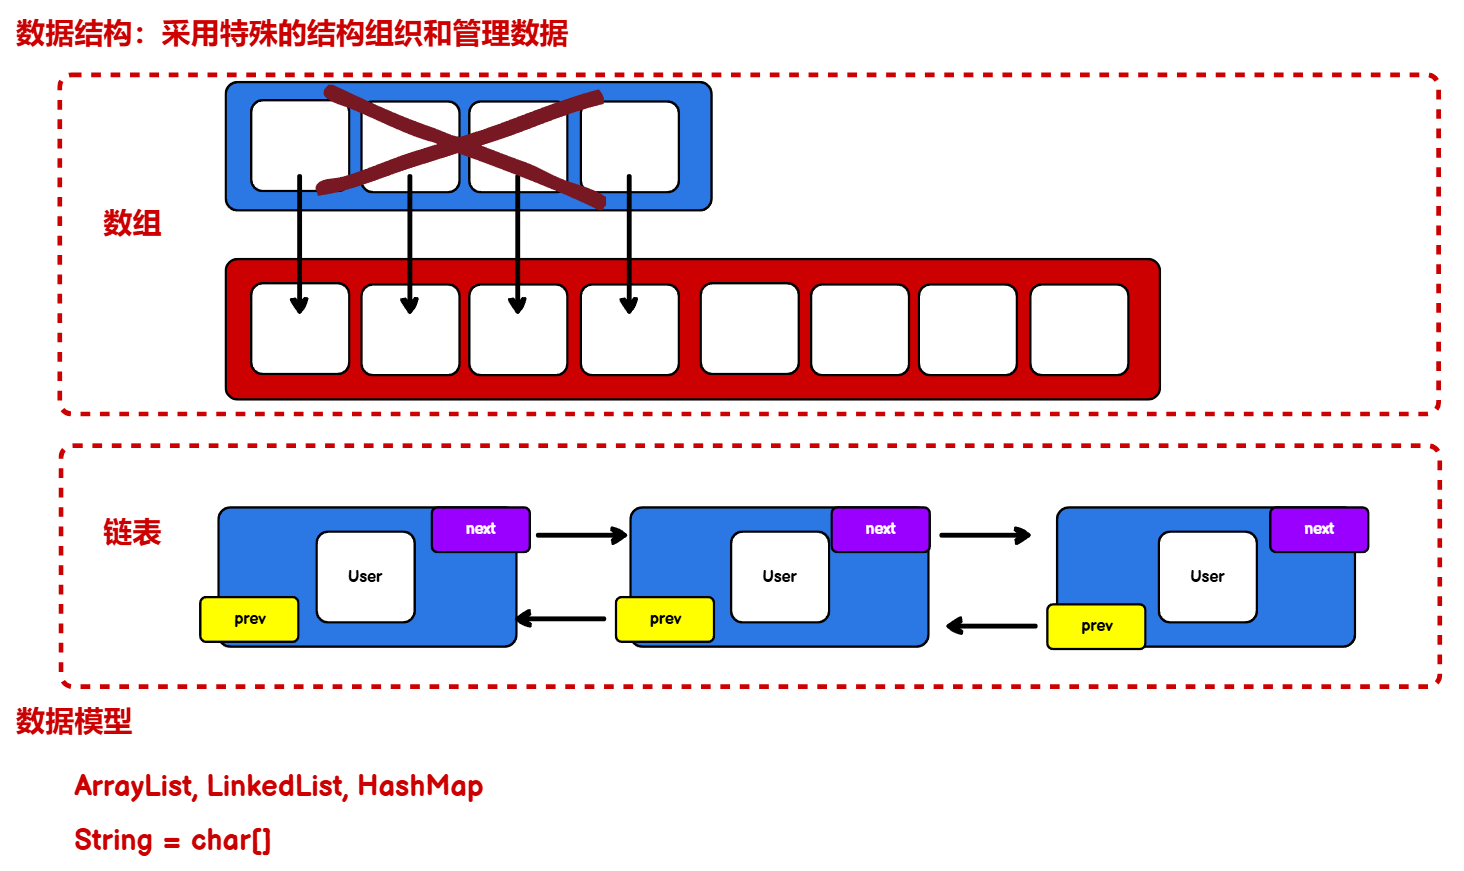 数据结构：采用特殊的结构组织和管理数据
数组
链表
next
next
next
User
User
User
prev
prev
prev
数据模型
ArrayList, LinkedList, HashMap
String = char[]